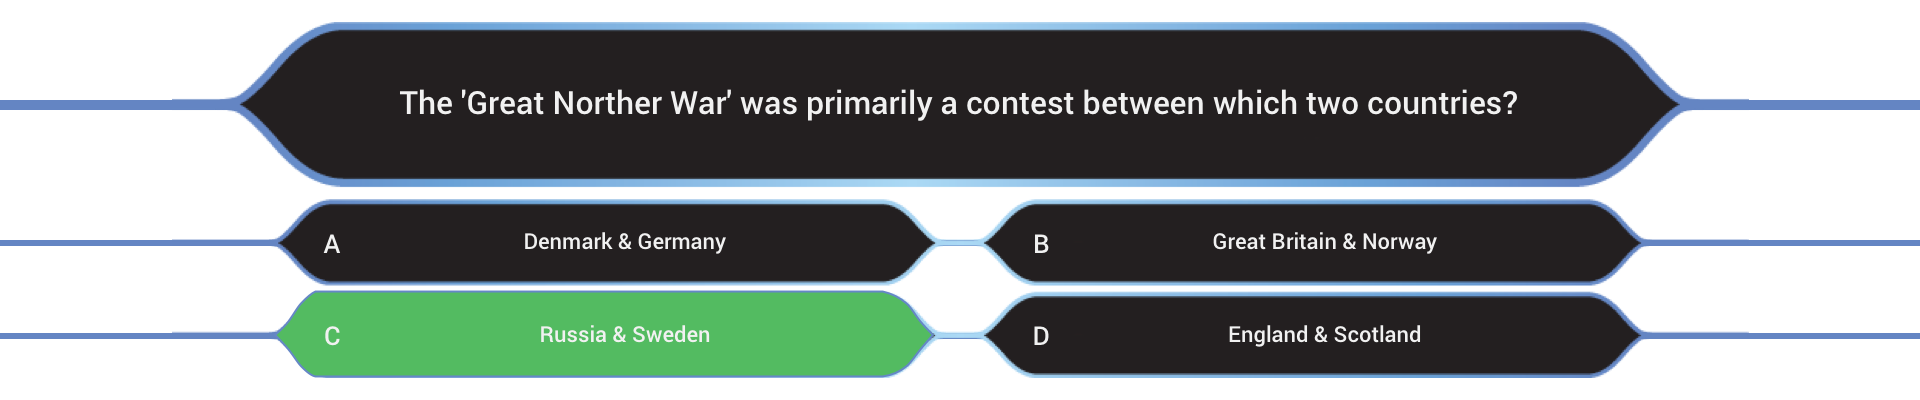 The 'Great Norther War' was primarily a contest between which two countries?
A Denmark & Germany
B Great Britain & Norway
C Russia & Sweden
D England & Scotland